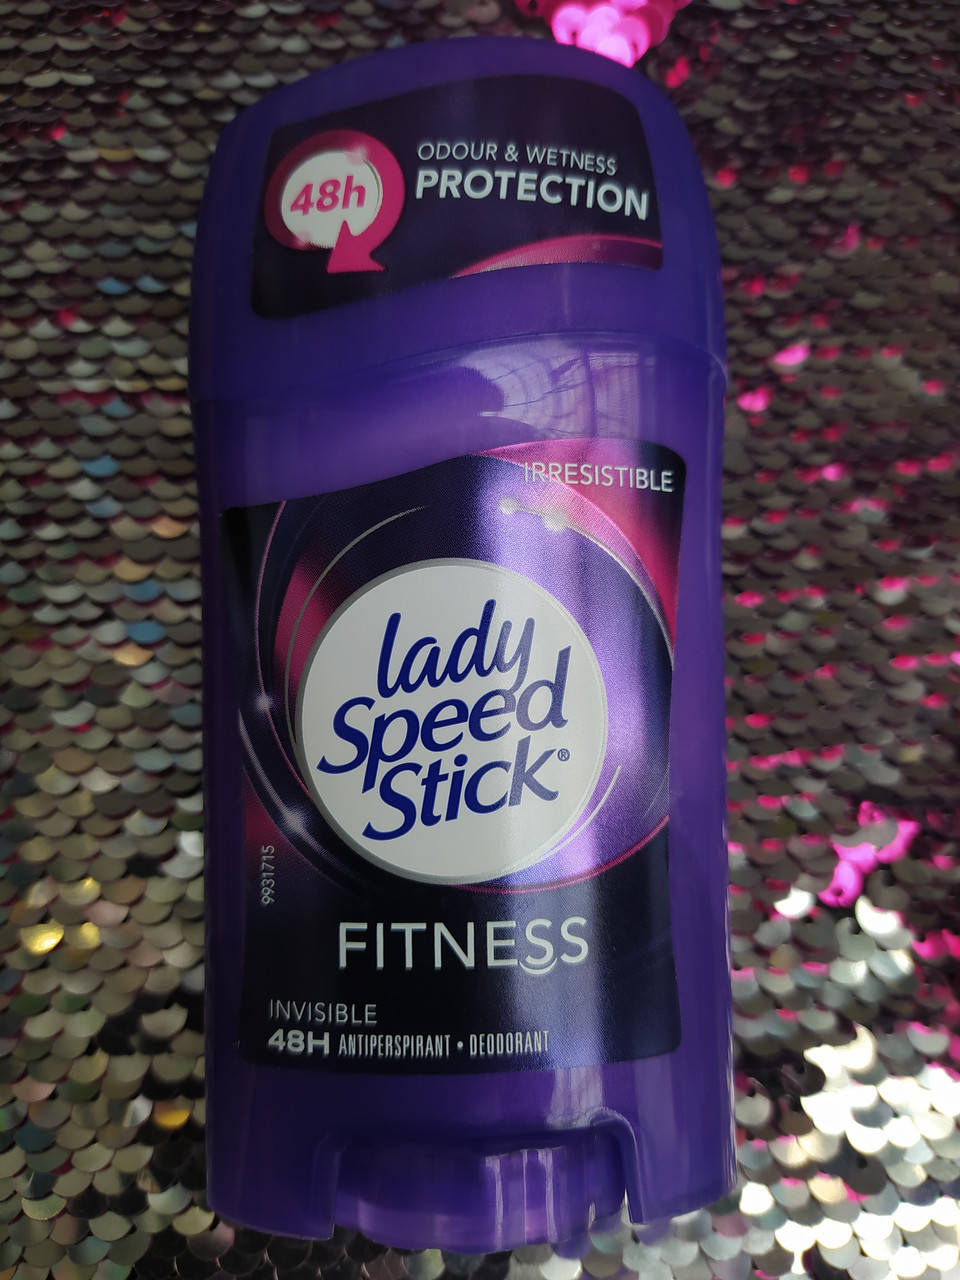 48h
ODOUR & WETNESS
PROTECTION
IRRESISTIBLE
lady
Speed
Stick®
9931715
FITNESS
INVISIBLE
48H ANTIPERSPIRANT • DEODORANT